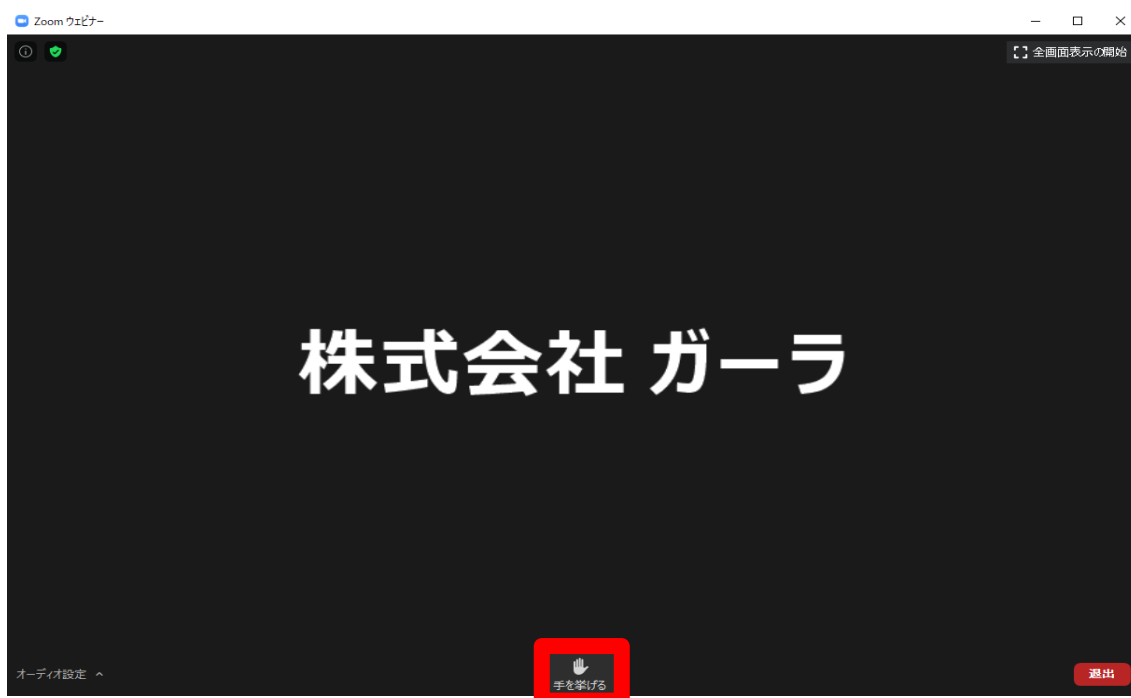 Zoom ウェビナー
全画面表示の開始
株式会社 ガーラ
オーディオ設定
手を挙げる
退出